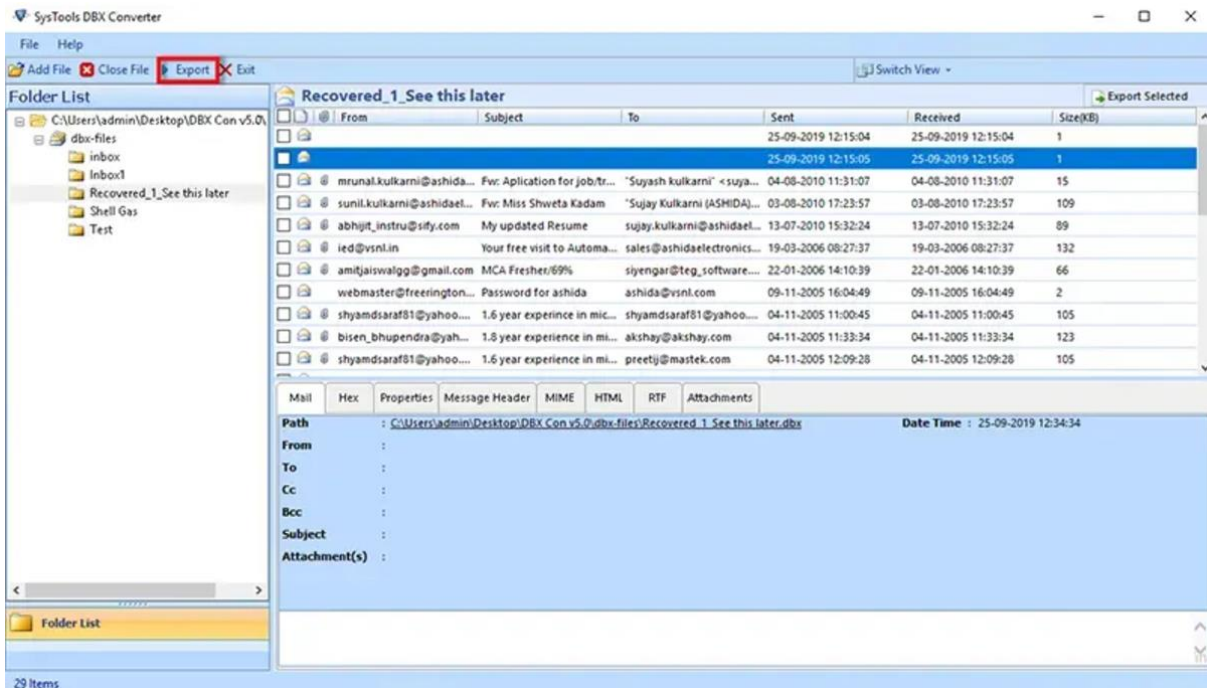 SysTools DBX Converter
File Help
Add File Close File Export Exit Switch View
Folder List
C:\Users\admin\Desktop\DBX Con v5.0\
dbx-files
inbox
Inbox1
Recovered_1_See this later
Shell Gas
Test
Folder List
29 Items
Recovered_1_See this later Export Selected
From Subject To Sent Received Size(KB)
25-09-2019 12:15:04 25-09-2019 12:15:04 1
25-09-2019 12:15:05 25-09-2019 12:15:05 1
mrunal.kulkarni@ashida... Fw: Aplication for job/tr... "Suyash kulkarni" <suya... 04-08-2010 11:31:07 04-08-2010 11:31:07 15
sunil.kulkarni@ashidael... Fw: Miss Shweta Kadam "Sujay Kulkarni (ASHIDA)... 03-08-2010 17:23:57 03-08-2010 17:23:57 109
abhijit_instru@sify.com My updated Resume sujay.kulkarni@ashidael... 13-07-2010 15:32:24 13-07-2010 15:32:24 89
ied@vsnl.in Your free visit to Automa... sales@ashidaelectronics... 19-03-2006 08:27:37 19-03-2006 08:27:37 132
amitjaiswalgg@gmail.com MCA Fresher/69% siyengar@teg_software.... 22-01-2006 14:10:39 22-01-2006 14:10:39 66
webmaster@freerington... Password for ashida ashida@vsnl.com 09-11-2005 16:04:49 09-11-2005 16:04:49 2
shyamdsaraf81@yahoo.... 1.6 year experince in mic... shyamdsaraf81@yahoo.... 04-11-2005 11:00:45 04-11-2005 11:00:45 105
bisen_bhupendra@yah... 1.8 year experience in mi... akshay@akshay.com 04-11-2005 11:33:34 04-11-2005 11:33:34 123
shyamdsaraf81@yahoo.... 1.6 year experience in mi... preetij@mastek.com 04-11-2005 12:09:28 04-11-2005 12:09:28 105
Mail Hex Properties Message Header MIME HTML RTF Attachments
Path : C:\Users\admin\Desktop\DBX Con v5.0\dbx-files\Recovered_1_See this later.dbx Date Time : 25-09-2019 12:34:34
From :
To :
Cc :
Bcc :
Subject :
Attachment(s) :